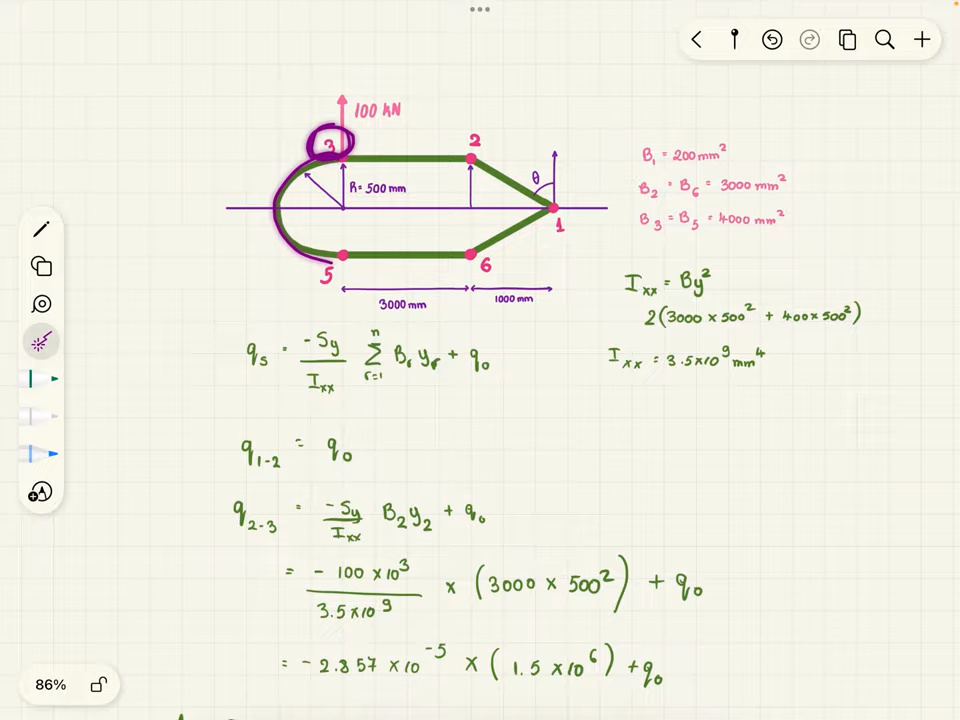 100 kN
3
2
B₁ = 200 mm²
R = 500 mm
θ
B₂ = B₆ = 3000 mm²
B₃ = B₅ = 4000 mm²
1
5
6
3000 mm
1000 mm
Iₓₓ = By²
2(3000 × 500² + 400 × 500²)
Iₓₓ = 3.5×10⁹ mm⁴
qₛ = -Sy/Iₓₓ Σⁿᵣ₌₁ Bᵣ yᵣ + q₀
q₁₋₂ = q₀
q₂₋₃ = -Sy/Iₓₓ B₂y₂ + q₀
= -100 × 10³/3.5×10⁹ × (3000 × 500²) + q₀
= -2.857 × 10⁻⁵ × (1.5 × 10⁶) + q₀
86%